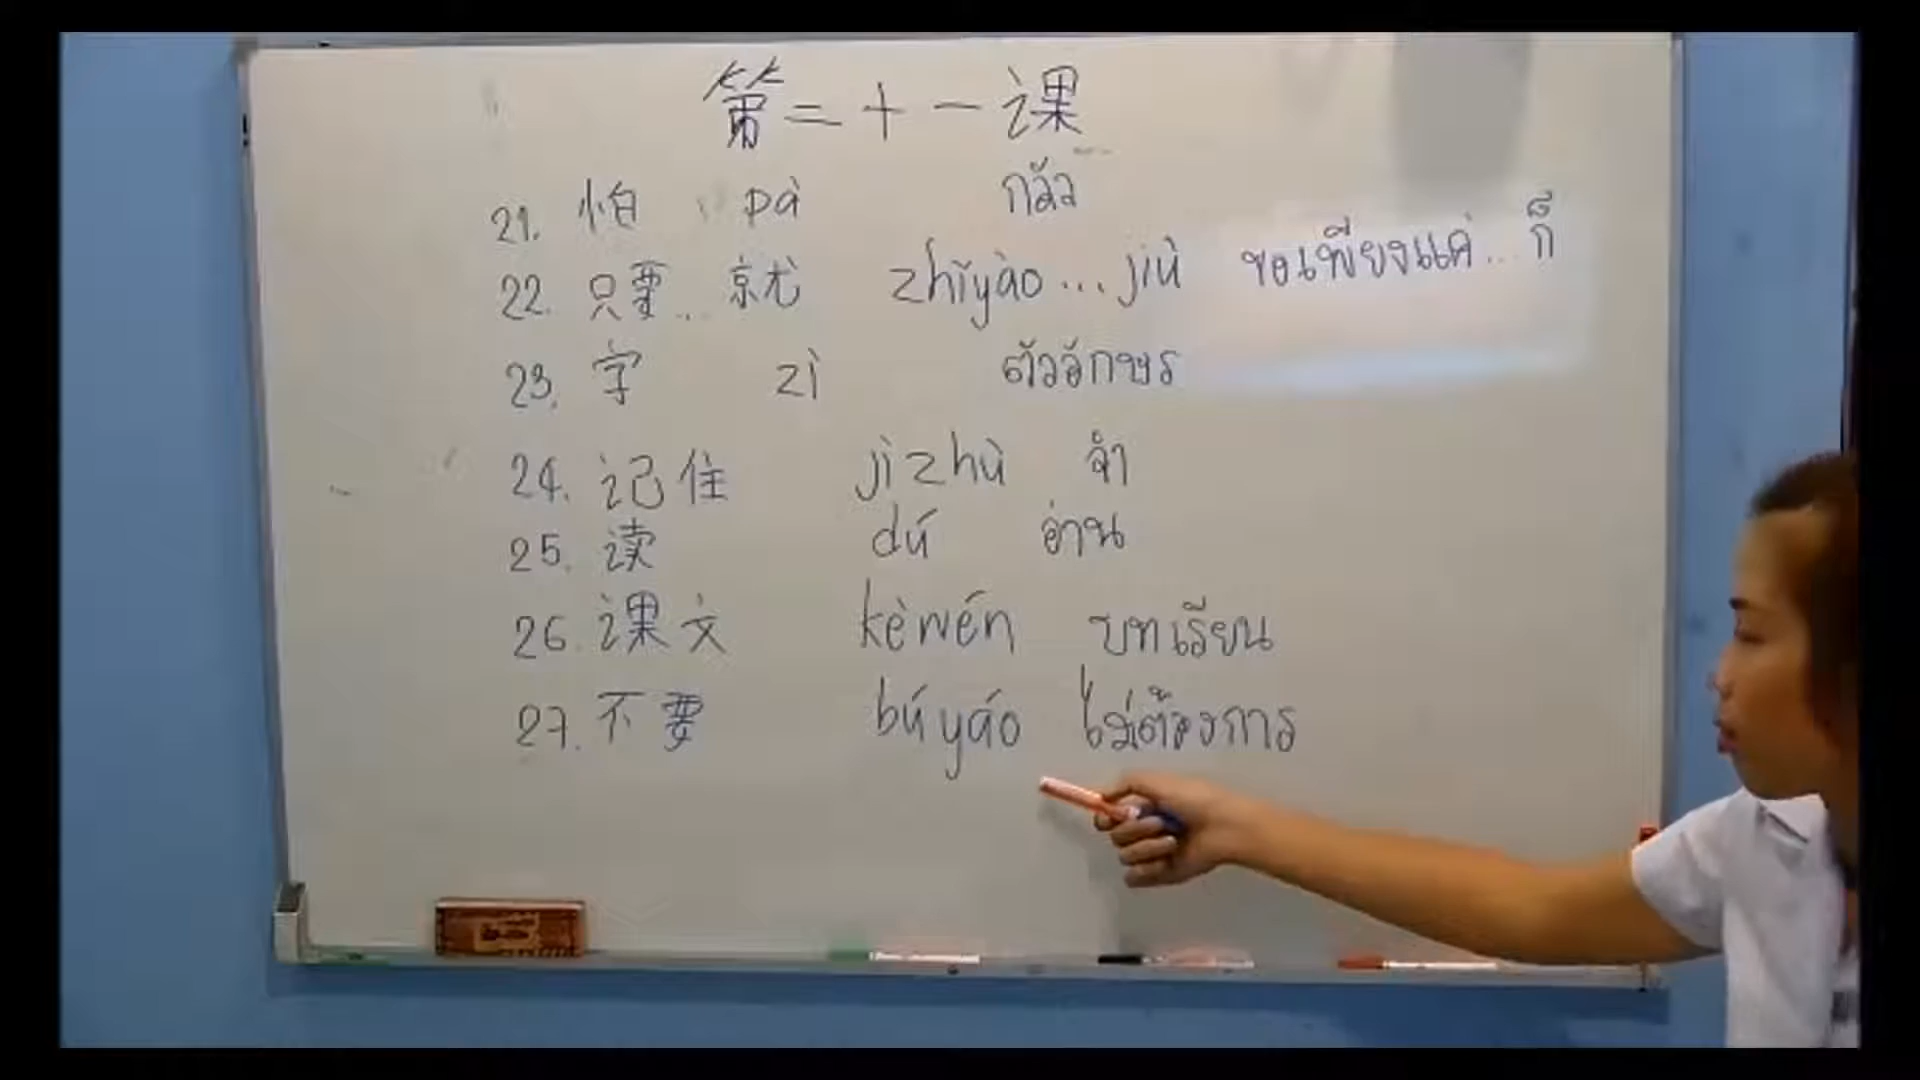 第二十一课
21. 怕 pà กลัว
22. 只要... 就 zhǐyào...jiù ขอเพียงแค่...ก็
23. 字 zì ตัวอักษร
24. 记住 jìzhù จำ
25. 读 dú อ่าน
26. 课文 kèwén บทเรียน
27. 不要 búyáo ไม่ต้องการ